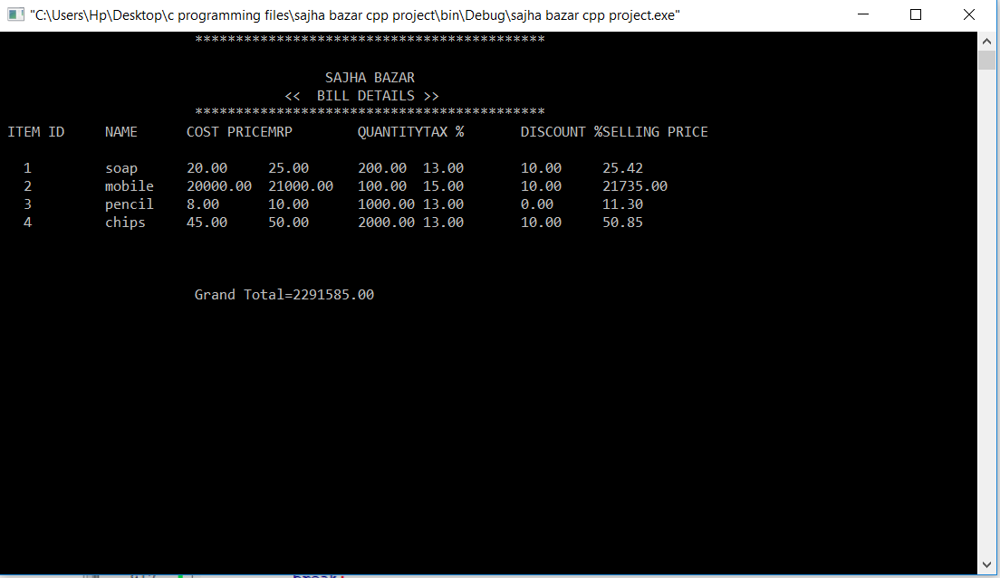 "C:\Users\Hp\Desktop\c programming files\sajha bazar cpp project\bin\Debug\sajha bazar cpp project.exe"
*******************************************
SAJHA BAZAR
<<  BILL DETAILS >>
*******************************************
ITEM ID     NAME      COST PRICEMRP        QUANTITYTAX %       DISCOUNT %SELLING PRICE
1         soap      20.00     25.00      200.00  13.00       10.00     25.42
2         mobile    20000.00  21000.00   100.00  15.00       10.00     21735.00
3         pencil    8.00      10.00      1000.00 13.00       0.00      11.30
4         chips     45.00     50.00      2000.00 13.00       10.00     50.85
Grand Total=2291585.00